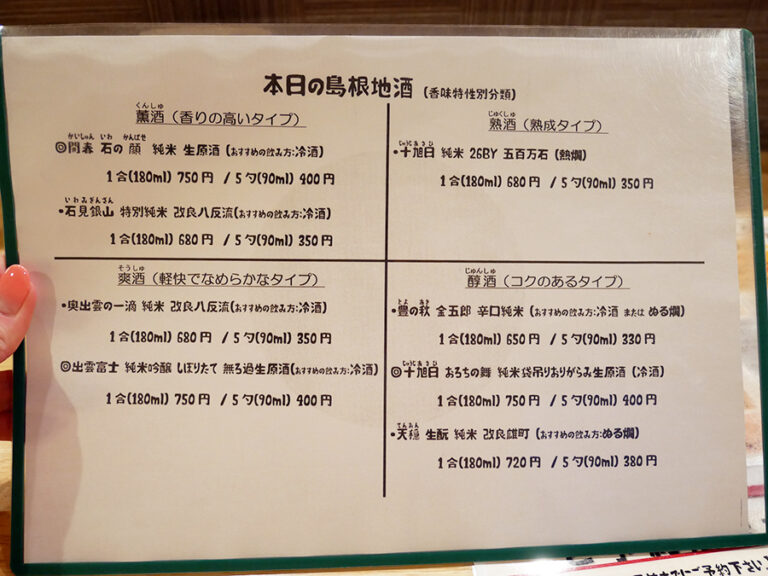 本日の島根地酒 (香味特性別分類)
くんしゅ
薫酒 (香りの高いタイプ)
かいしゅん いわ かんばせ
◎開春 石の顔 純米 生原酒 (おすすめの飲み方:冷酒)
1合(180ml) 750円 / 5勺(90ml) 400円
いわみぎんざん
・石見銀山 特別純米 改良八反流(おすすめの飲み方:冷酒)
1合(180ml) 680円 / 5勺(90ml) 350円
じゅくしゅ
熟酒 (熟成タイプ)
じゅうじあさひ
・十旭日 純米 26BY 五百万石 (熱燗)
1合(180ml) 680円 / 5勺(90ml) 350円
そうしゅ
爽酒 (軽快でなめらかなタイプ)
・奥出雲の一滴 純米 改良八反流(おすすめの飲み方:冷酒)
1合(180ml) 680円 / 5勺(90ml) 350円
◎出雲富士 純米吟醸 しぼりたて 無ろ過生原酒(おすすめの飲み方:冷酒)
1合(180ml) 750円 / 5勺(90ml) 400円
じゅんしゅ
醇酒 (コクのあるタイプ)
とよ あき
・豊の秋 金五郎 辛口純米 (おすすめの飲み方:冷酒 または ぬる燗)
1合(180ml) 650円 / 5勺(90ml) 330円
じゅうじあさひ
◎十旭日 おろちの舞 純米袋吊りおりがらみ生原酒 (冷酒)
1合(180ml) 750円 / 5勺(90ml) 400円
てんおん
・天穏 生酛 純米 改良雄町 (おすすめの飲み方:ぬる燗)
1合(180ml) 720円 / 5勺(90ml) 380円
にご予約下さい